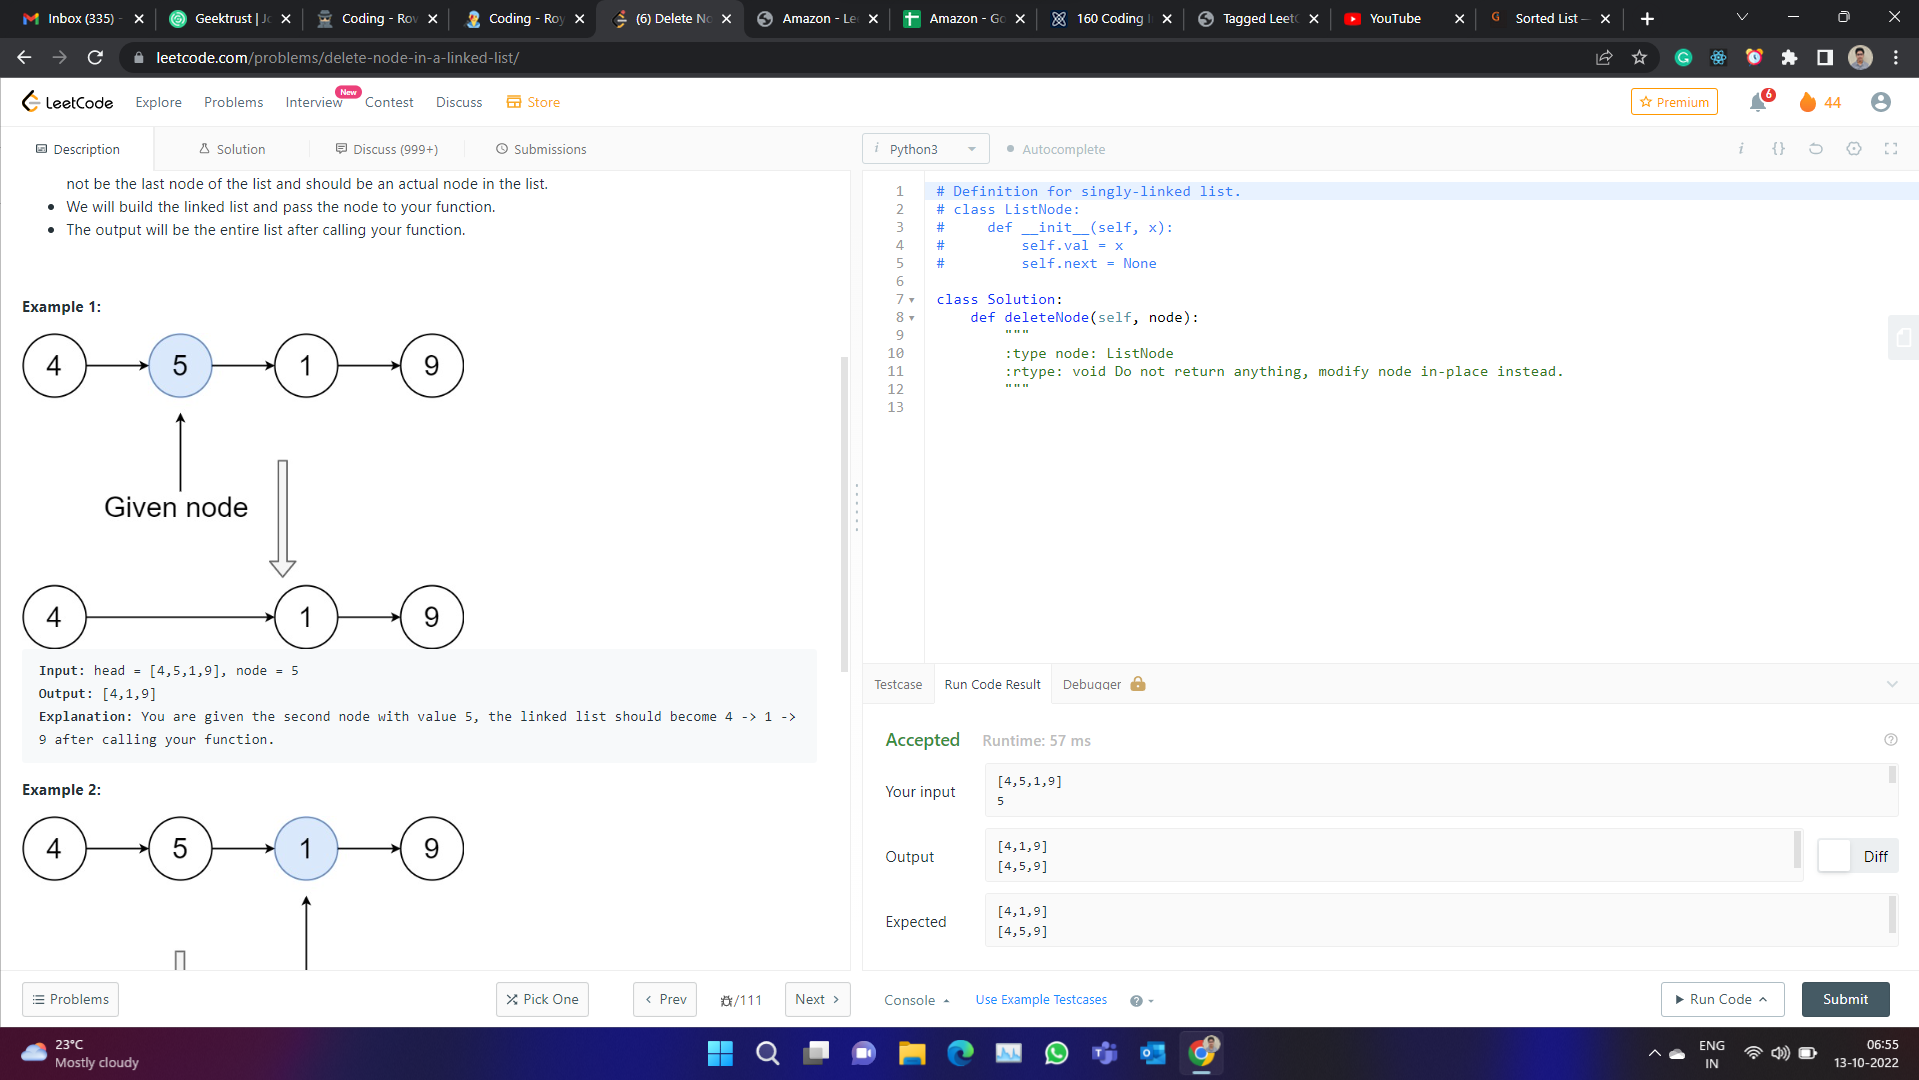 Inbox (335) -
Geektrust | Jo
Coding - Rov
Coding - Roy
(6) Delete No
Amazon - Le
Amazon - Go
160 Coding I
Tagged Leet
YouTube
Sorted List –
leetcode.com/problems/delete-node-in-a-linked-list/
LeetCode
Explore
Problems
Interview
New
Contest
Discuss
Store
Premium
6
44
Description
Solution
Discuss (999+)
Submissions
i Python3
Autocomplete
not be the last node of the list and should be an actual node in the list.
• We will build the linked list and pass the node to your function.
• The output will be the entire list after calling your function.
Example 1:
4 5 1 9
Given node
4 1 9
Input: head = [4,5,1,9], node = 5
Output: [4,1,9]
Explanation: You are given the second node with value 5, the linked list should become 4 -> 1 ->
9 after calling your function.
Example 2:
4 5 1 9
1 # Definition for singly-linked list.
2 # class ListNode:
3 #     def __init__(self, x):
4 #         self.val = x
5 #         self.next = None
6
7 class Solution:
8     def deleteNode(self, node):
9         """
10         :type node: ListNode
11         :rtype: void Do not return anything, modify node in-place instead.
12         """
13
Testcase
Run Code Result
Debugger
Accepted
Runtime: 57 ms
Your input
[4,5,1,9]
5
Output
[4,1,9]
[4,5,9]
Diff
Expected
[4,1,9]
[4,5,9]
Problems
Pick One
‹ Prev
/111
Next ›
Console
Use Example Testcases
Run Code
Submit
23°C
Mostly cloudy
ENG
IN
06:55
13-10-2022